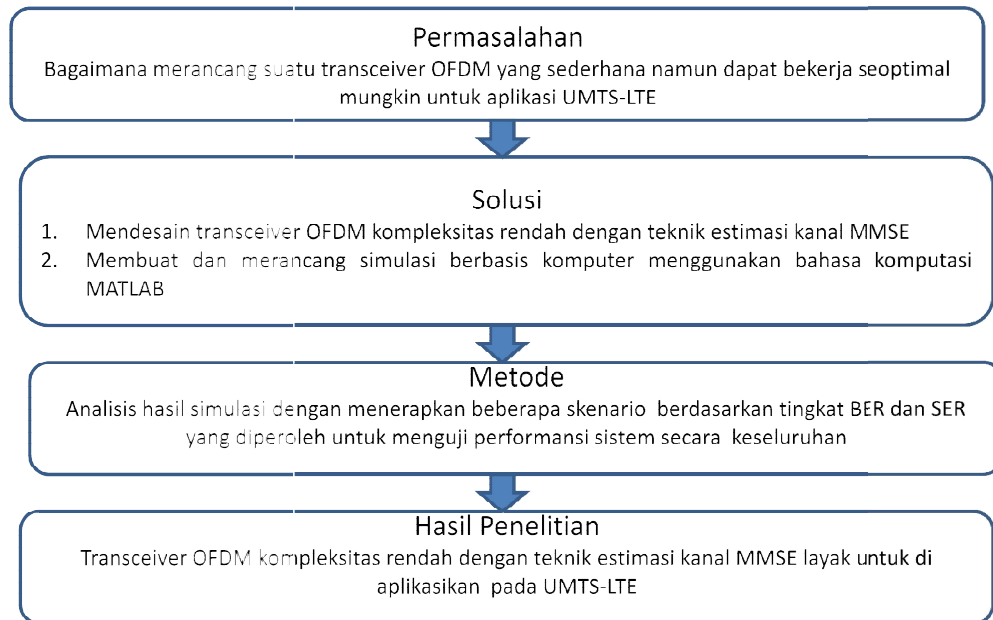 Permasalahan
Bagaimana merancang suatu transceiver OFDM yang sederhana namun dapat bekerja seoptimal
mungkin untuk aplikasi UMTS-LTE
Solusi
1. Mendesain transceiver OFDM kompleksitas rendah dengan teknik estimasi kanal MMSE
2. Membuat dan merancang simulasi berbasis komputer menggunakan bahasa komputasi
MATLAB
Metode
Analisis hasil simulasi dengan menerapkan beberapa skenario berdasarkan tingkat BER dan SER
yang diperoleh untuk menguji performansi sistem secara keseluruhan
Hasil Penelitian
Transceiver OFDM kompleksitas rendah dengan teknik estimasi kanal MMSE layak untuk di
aplikasikan pada UMTS-LTE